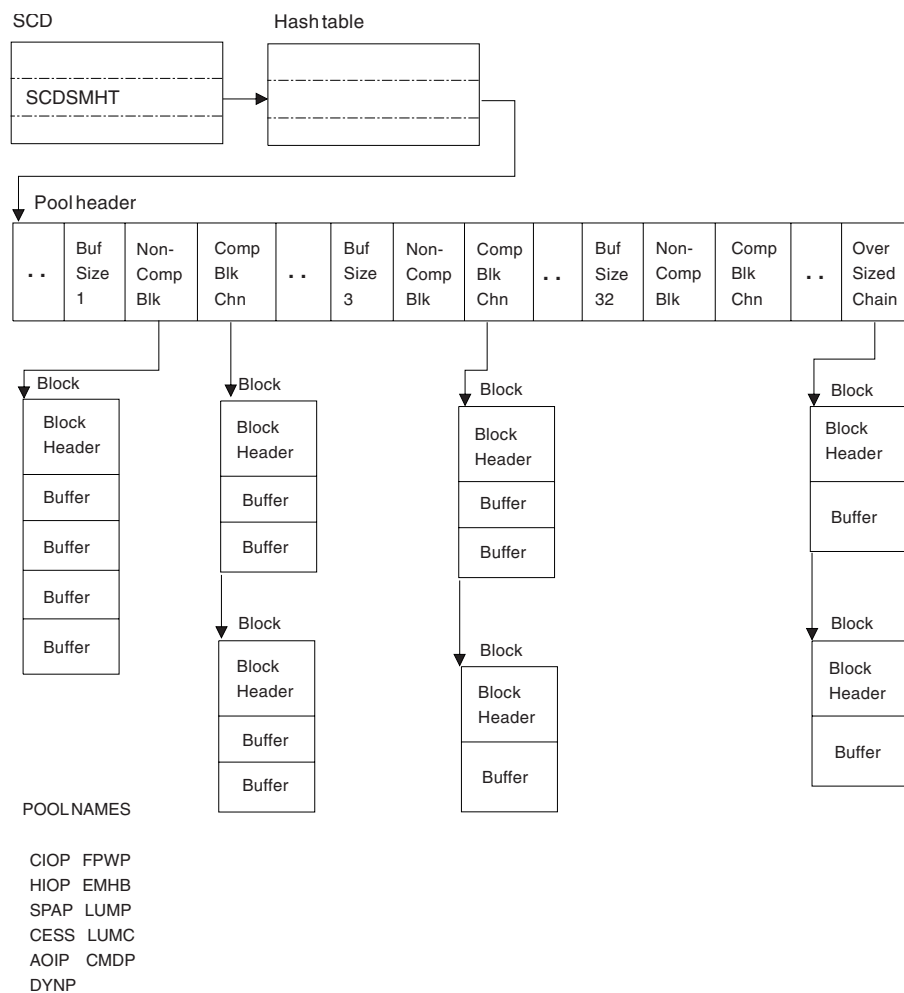 SCD
Hash table
SCDSMHT
Pool header
. . Buf Non- Comp . . Buf Non- Comp . . Buf Non- Comp . . Over
Size Comp Blk Size Comp Blk Size Comp Blk Sized
1 Blk Chn 3 Blk Chn 32 Blk Chn Chain
Block Block Block Block
Block Block Block Block
Header Header Header Header
Buffer Buffer Buffer Buffer
Buffer Buffer Buffer
Buffer
Buffer
Block Block Block
Block Block Block
Header Header Header
Buffer Buffer Buffer
Buffer
POOL NAMES
CIOP FPWP
HIOP EMHB
SPAP LUMP
CESS LUMC
AOIP CMDP
DYNP